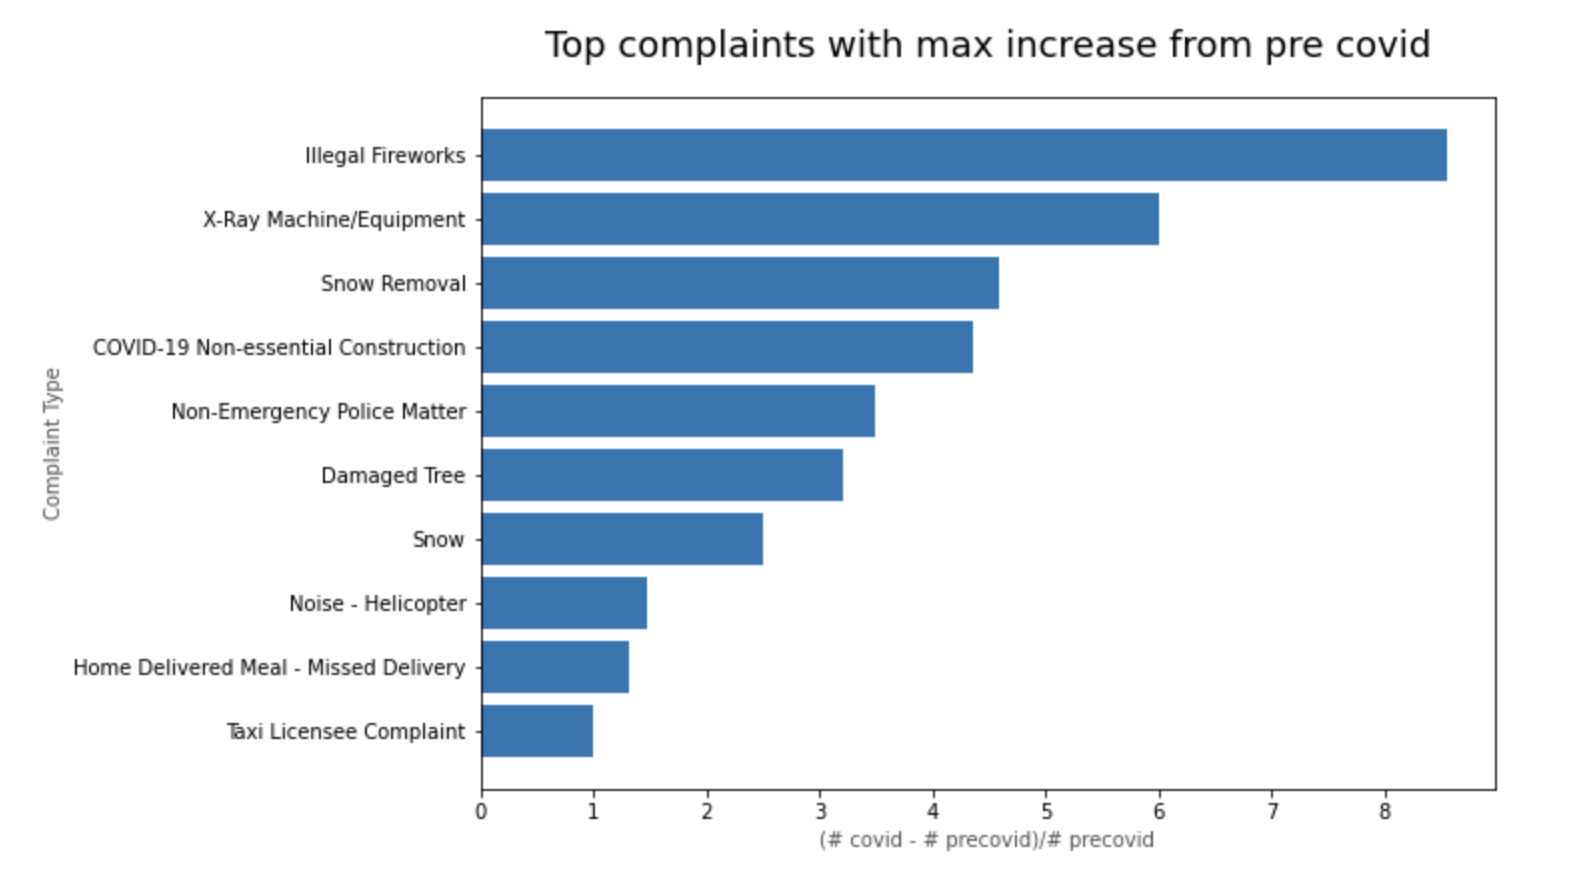 Top complaints with max increase from pre covid
Illegal Fireworks
X-Ray Machine/Equipment
Snow Removal
COVID-19 Non-essential Construction
Non-Emergency Police Matter
Damaged Tree
Snow
Noise - Helicopter
Home Delivered Meal - Missed Delivery
Taxi Licensee Complaint
Complaint Type
0 1 2 3 4 5 6 7 8
(# covid - # precovid)/# precovid